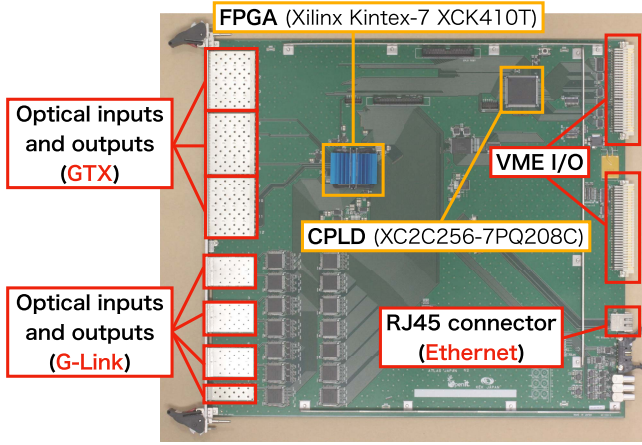 FPGA (Xilinx Kintex-7 XCK410T)
Optical inputs
and outputs
(GTX)
VME I/O
CPLD (XC2C256-7PQ208C)
Optical inputs
and outputs
(G-Link)
RJ45 connector
(Ethernet)